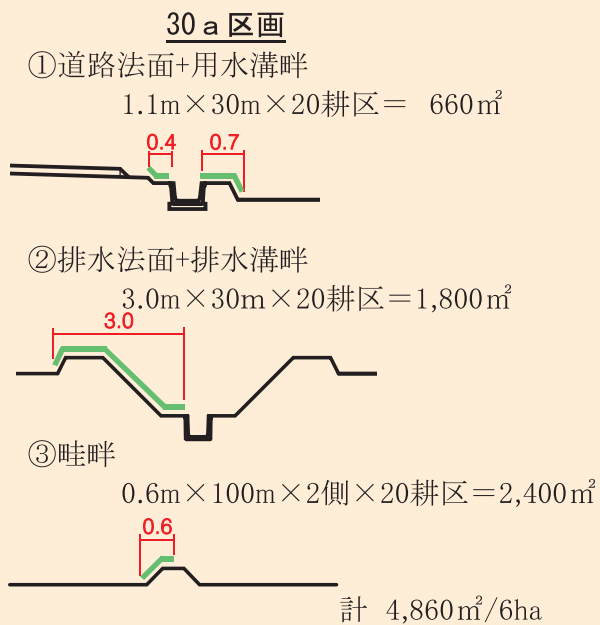 30a区画
①道路法面+用水溝畔
1.1m×30m×20耕区＝ 660㎡
0.4 0.7
②排水法面+排水溝畔
3.0m×30m×20耕区＝1,800㎡
3.0
③畦畔
0.6m×100m×2側×20耕区＝2,400㎡
0.6
計 4,860㎡/6ha